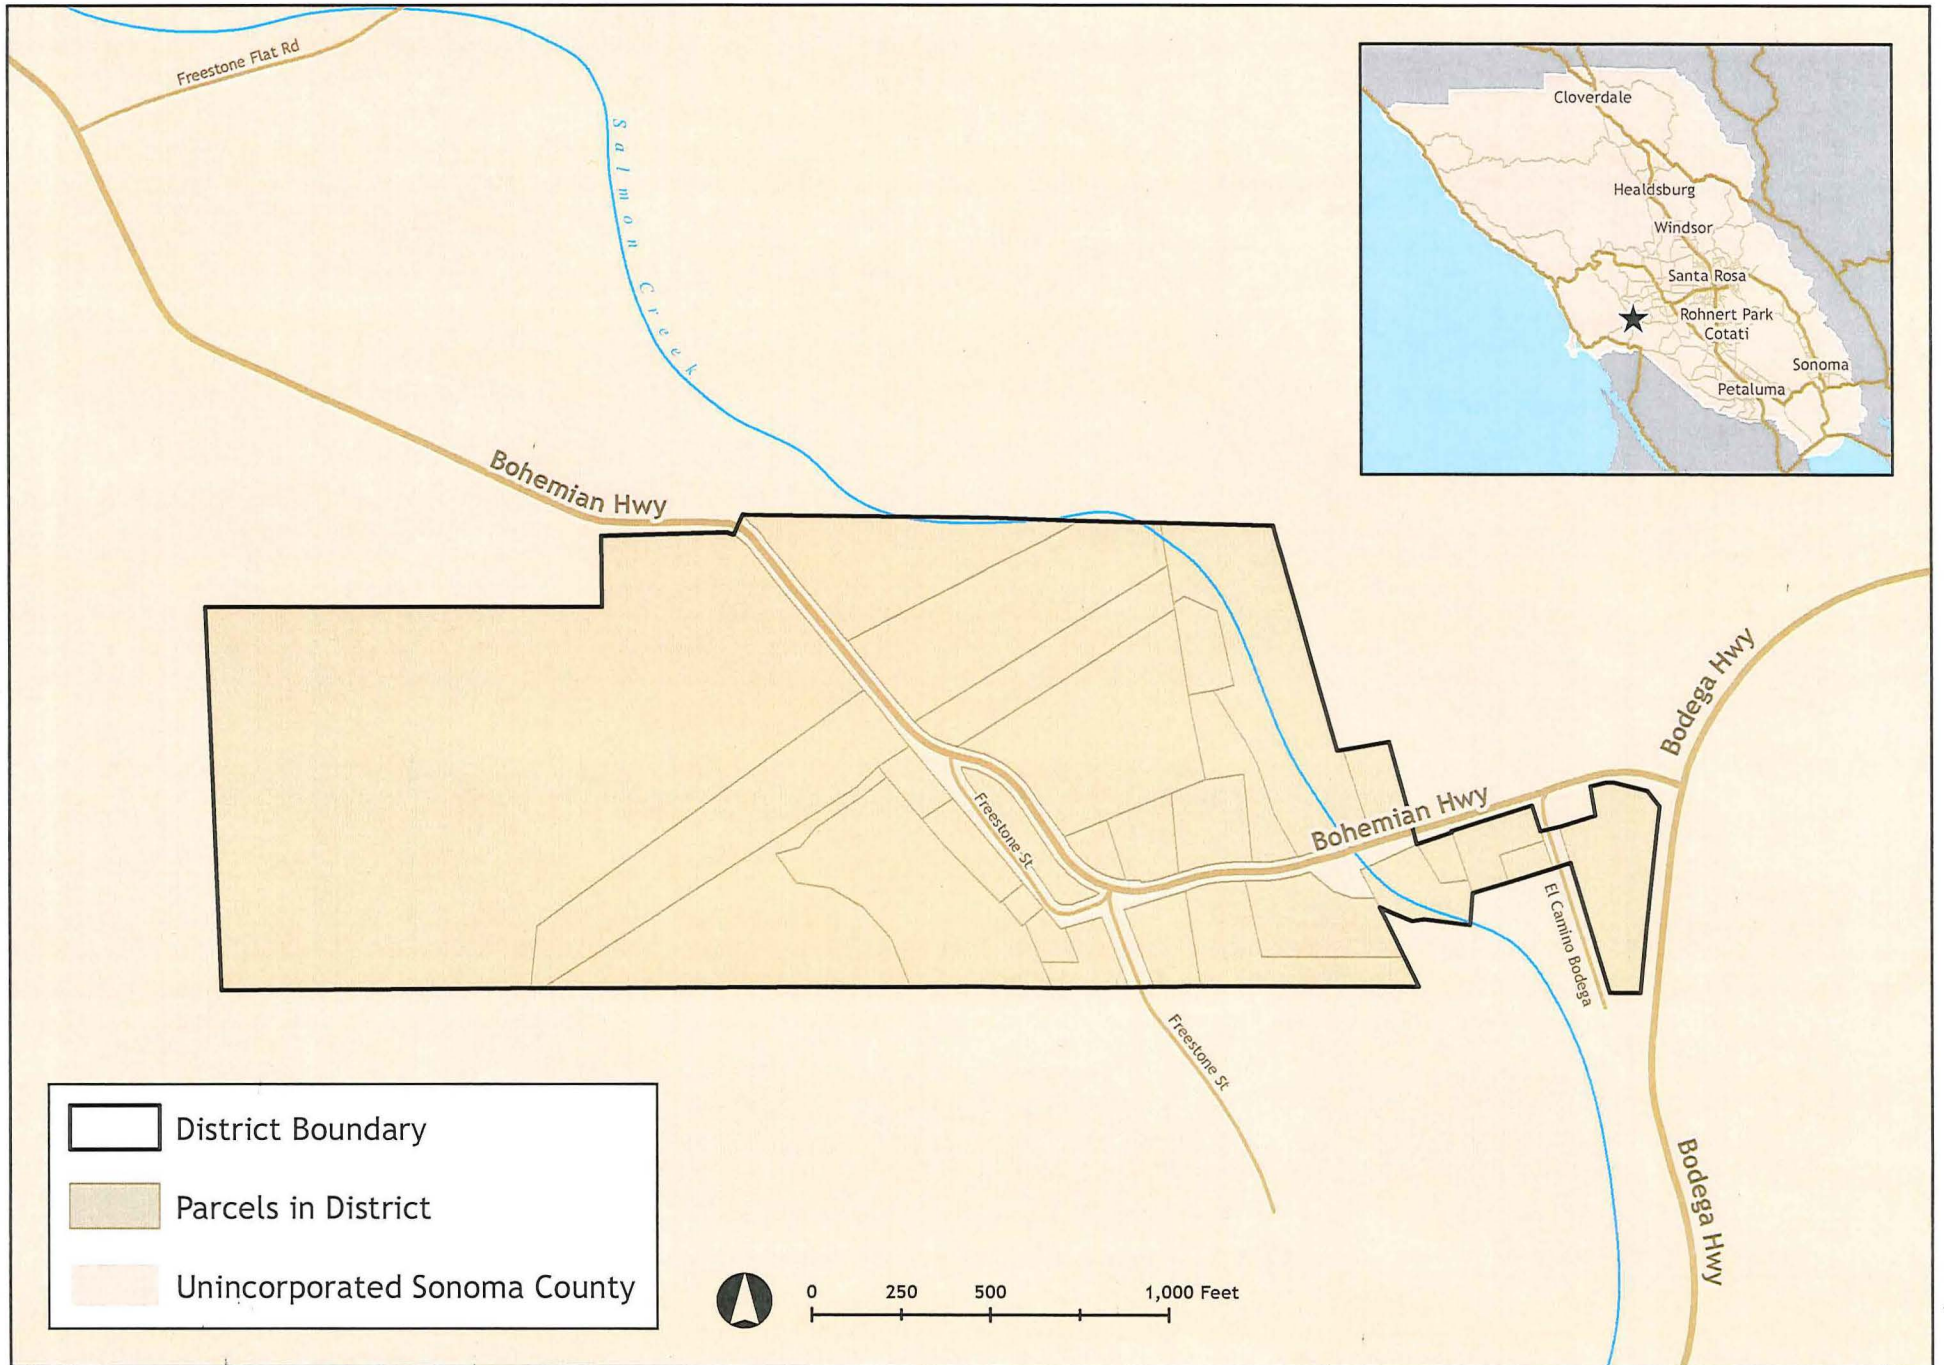 Freestone Flat Rd
Salmon Creek
Bohemian Hwy
Cloverdale
Healdsburg
Windsor
Santa Rosa
Rohnert Park
Cotati
Sonoma
Petaluma
Bodega Hwy
Bohemian Hwy
Freestone St
El Camino Bodega
Freestone St
Bodega Hwy
District Boundary
Parcels in District
Unincorporated Sonoma County
0 250 500 1,000 Feet